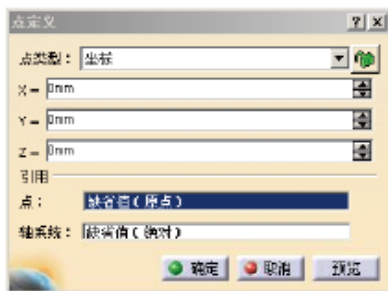 点定义
点类型： 坐标
X = 0mm
Y = 0mm
Z = 0mm
引用
点： 缺省值（原点）
轴系统： 缺省值（绝对）
确定 取消 预览